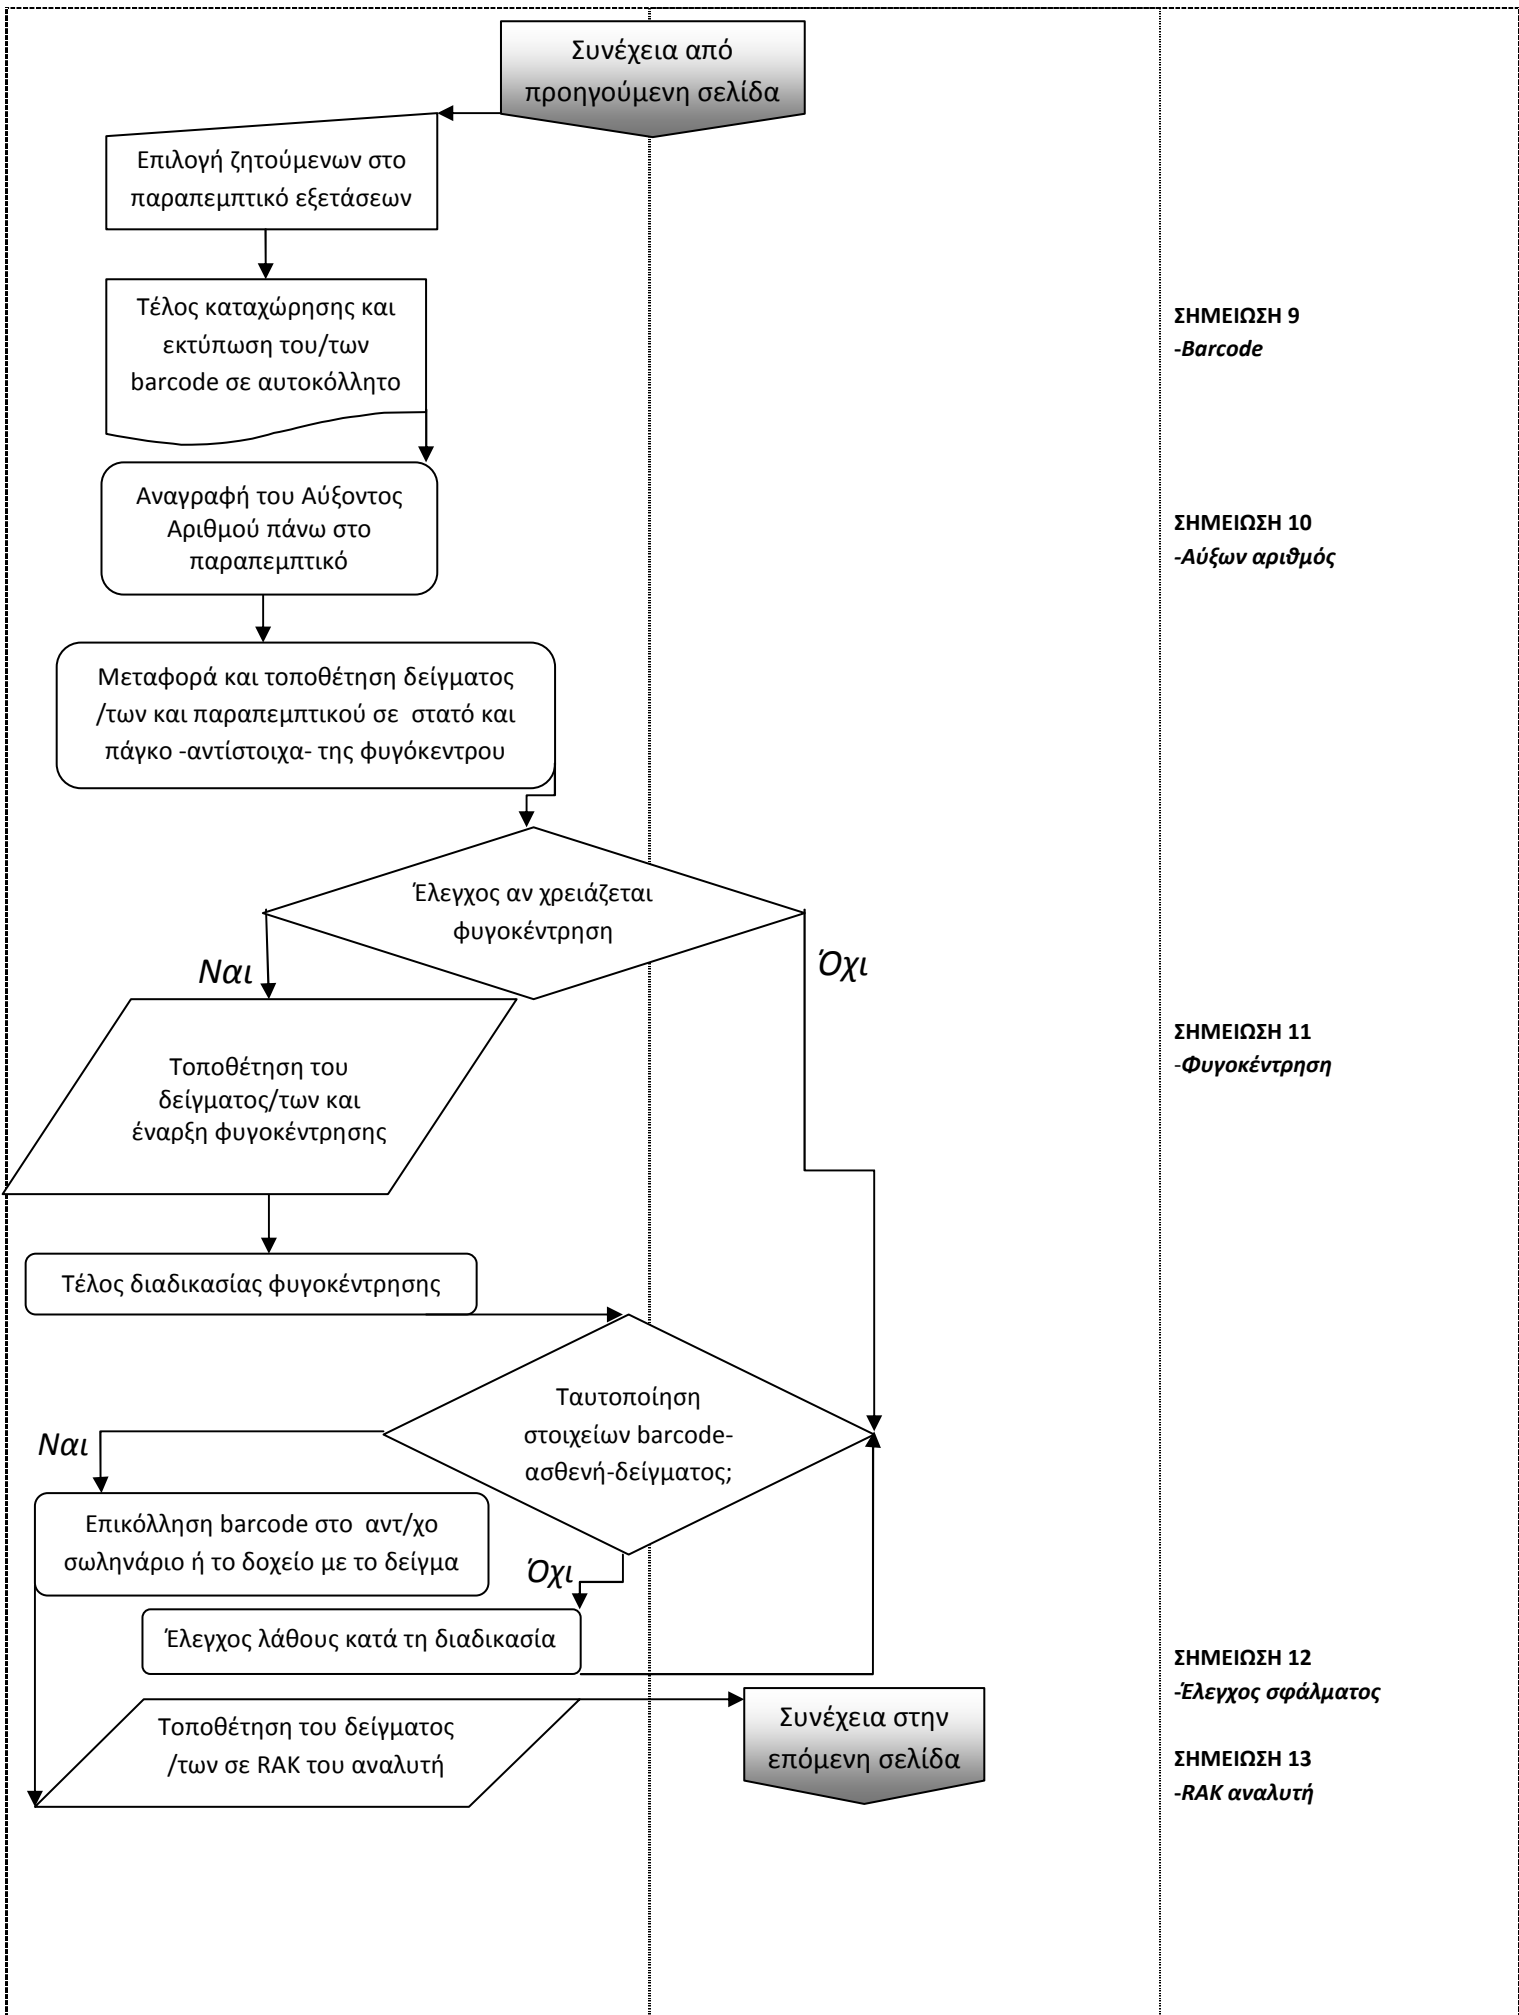 Συνέχεια από
προηγούμενη σελίδα
Επιλογή ζητούμενων στο
παραπεμπτικό εξετάσεων
Τέλος καταχώρησης και
εκτύπωση του/των
barcode σε αυτοκόλλητο
ΣΗΜΕΙΩΣΗ 9
-Barcode
Αναγραφή του Αύξοντος
Αριθμού πάνω στο
παραπεμπτικό
ΣΗΜΕΙΩΣΗ 10
-Αύξων αριθμός
Μεταφορά και τοποθέτηση δείγματος
/των και παραπεμπτικού σε στατό και
πάγκο -αντίστοιχα- της φυγόκεντρου
Έλεγχος αν χρειάζεται
φυγοκέντρηση
Ναι
Όχι
Τοποθέτηση του
δείγματος/των και
έναρξη φυγοκέντρησης
ΣΗΜΕΙΩΣΗ 11
-Φυγοκέντρηση
Τέλος διαδικασίας φυγοκέντρησης
Ταυτοποίηση
στοιχείων barcode-
ασθενή-δείγματος;
Ναι
Επικόλληση barcode στο αντ/χο
σωληνάριο ή το δοχείο με το δείγμα
Όχι
Έλεγχος λάθους κατά τη διαδικασία
ΣΗΜΕΙΩΣΗ 12
-Έλεγχος σφάλματος
Τοποθέτηση του δείγματος
/των σε RAK του αναλυτή
Συνέχεια στην
επόμενη σελίδα
ΣΗΜΕΙΩΣΗ 13
-RAK αναλυτή